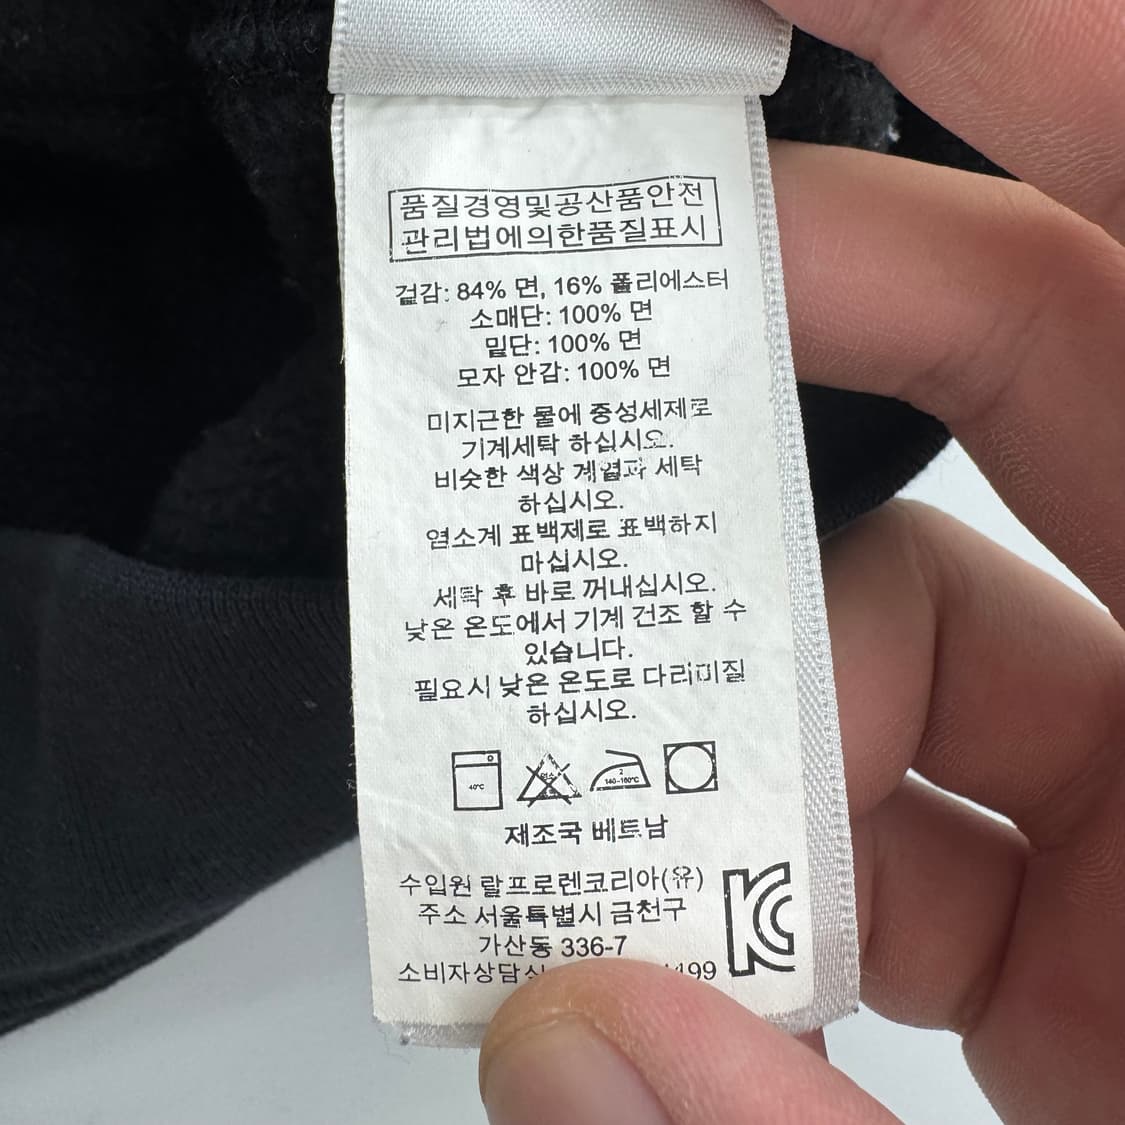 품질경영및공산품안전
관리법에의한품질표시
겉감: 84% 면, 16% 폴리에스터
소매단: 100% 면
밑단: 100% 면
모자 안감: 100% 면
미지근한 물에 중성세제로
기계세탁 하십시오.
비슷한 색상 계열과 세탁
하십시오.
염소계 표백제로 표백하지
마십시오.
세탁 후 바로 꺼내십시오.
낮은 온도에서 기계 건조 할 수
있습니다.
필요시 낮은 온도로 다리미질
하십시오.
40°C
2
140~160°C
제조국 베트남
수입원 랄프로렌코리아(유)
주소 서울특별시 금천구
가산동 336-7
KC